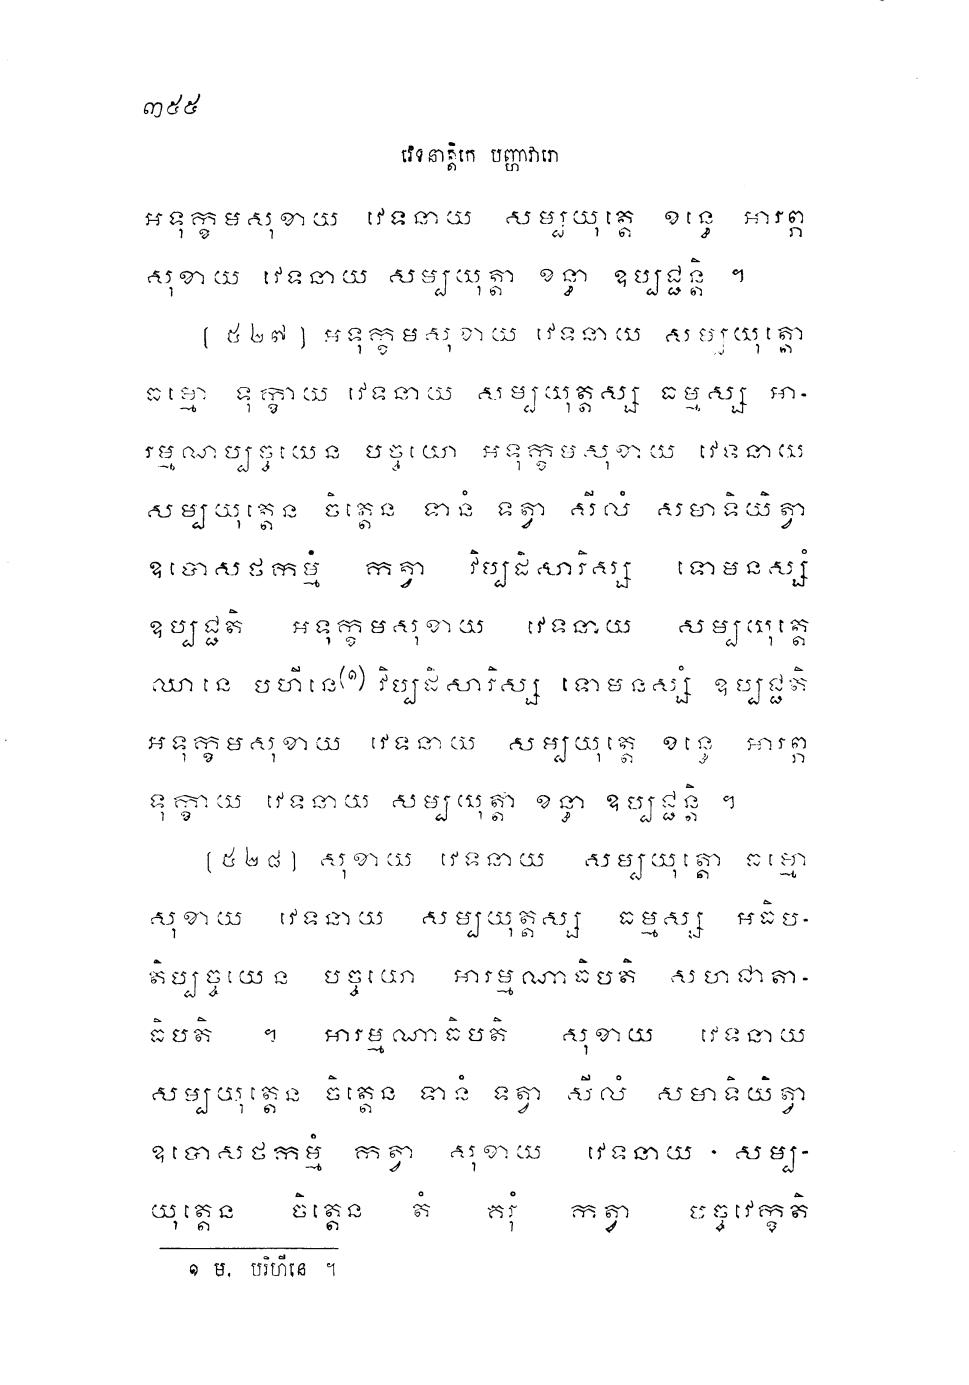 ៣៥៥
វេទនាត្តិកេ បញ្ហាវារោ
អទុក្ខមសុខាយ វេទនាយ សម្បយុត្តេ ខន្ធេ អារព្ភ
សុខាយ វេទនាយ សម្បយុត្តា ខន្ធា ឧប្បជ្ជន្តិ ។
[៥២៧] អទុក្ខមសុខាយ វេទនាយ សម្បយុត្តោ
ធម្មោ ទុក្ខាយ វេទនាយ សម្បយុត្តស្ស ធម្មស្ស អា-
រម្មណប្បច្ចយេន បច្ចយោ អទុក្ខមសុខាយ វេទនាយ
សម្បយុត្តេន ចិត្តេន ទានំ ទត្វា សីលំ សមាទិយិត្វា
ឧបោសថកម្មំ កត្វា វិប្បដិសារិស្ស ទោមនស្សំ
ឧប្បជ្ជតិ អទុក្ខមសុខាយ វេទនាយ សម្បយុត្តេ
ឈានេ បហីនេ(១) វិប្បដិសារិស្ស ទោមនស្សំ ឧប្បជ្ជតិ
អទុក្ខមសុខាយ វេទនាយ សម្បយុត្តេ ខន្ធេ អារព្ភ
ទុក្ខាយ វេទនាយ សម្បយុត្តា ខន្ធា ឧប្បជ្ជន្តិ ។
[៥២៨] សុខាយ វេទនាយ សម្បយុត្តោ ធម្មោ
សុខាយ វេទនាយ សម្បយុត្តស្ស ធម្មស្ស អធិប-
តិប្បច្ចយេន បច្ចយោ អារម្មណាធិបតិ សហជាតា-
ធិបតិ ។ អារម្មណាធិបតិ សុខាយ វេទនាយ
សម្បយុត្តេន ចិត្តេន ទានំ ទត្វា សីលំ សមាទិយិត្វា
ឧបោសថកម្មំ កត្វា សុខាយ វេទនាយ សម្ប-
យុត្តេន ចិត្តេន តំ គរុំ កត្វា បច្ចវេក្ខតិ
១ ម. បរិហីនេ ។